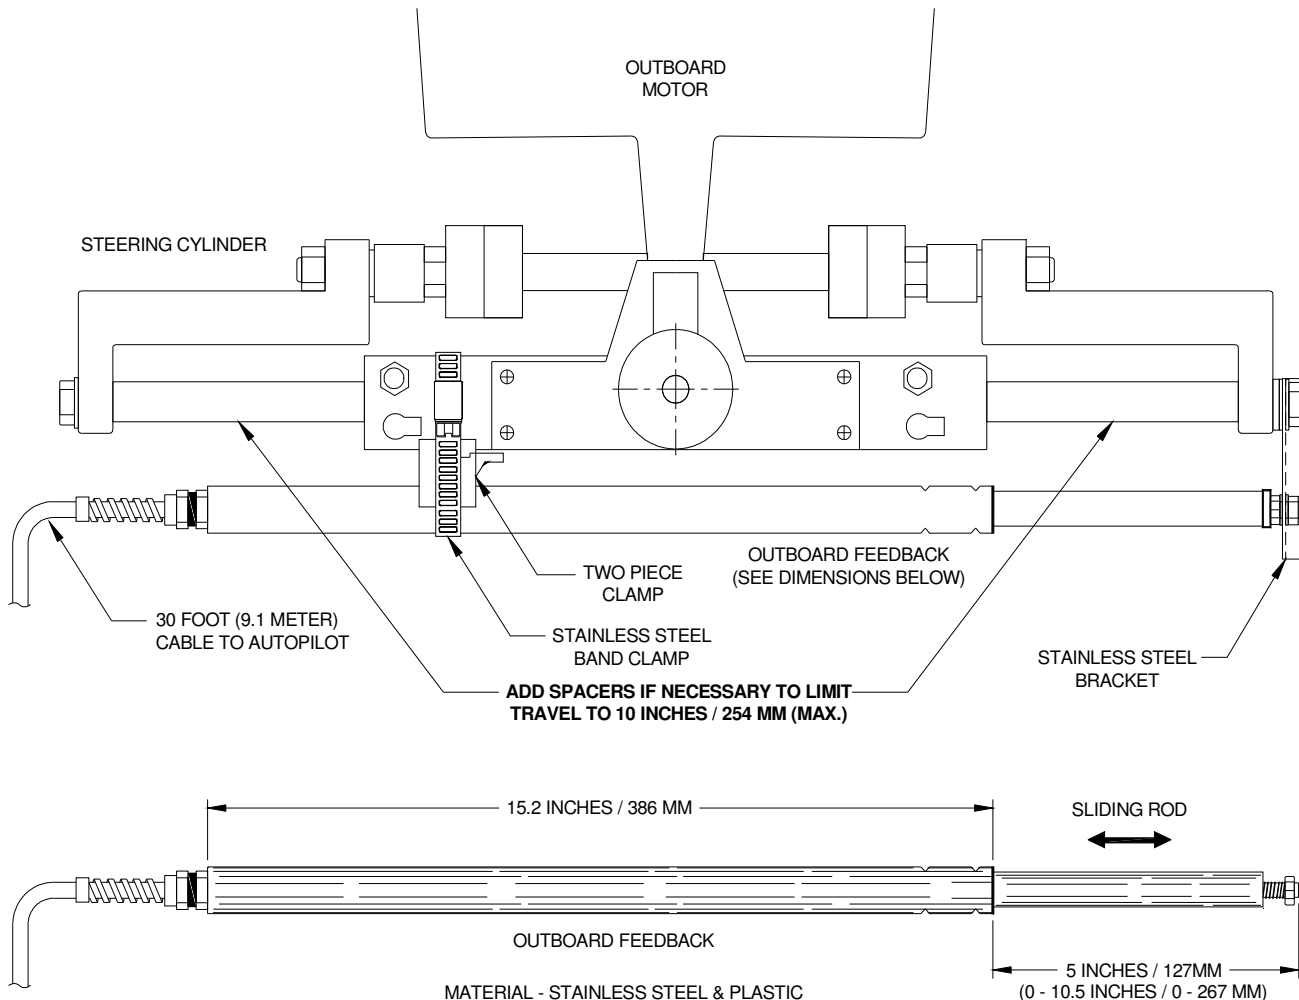 OUTBOARD
MOTOR
STEERING CYLINDER
OUTBOARD FEEDBACK
(SEE DIMENSIONS BELOW)
TWO PIECE
CLAMP
30 FOOT (9.1 METER)
CABLE TO AUTOPILOT
STAINLESS STEEL
BAND CLAMP
STAINLESS STEEL
BRACKET
ADD SPACERS IF NECESSARY TO LIMIT
TRAVEL TO 10 INCHES / 254 MM (MAX.)
15.2 INCHES / 386 MM
SLIDING ROD
OUTBOARD FEEDBACK
5 INCHES / 127MM
(0 - 10.5 INCHES / 0 - 267 MM)
MATERIAL - STAINLESS STEEL & PLASTIC